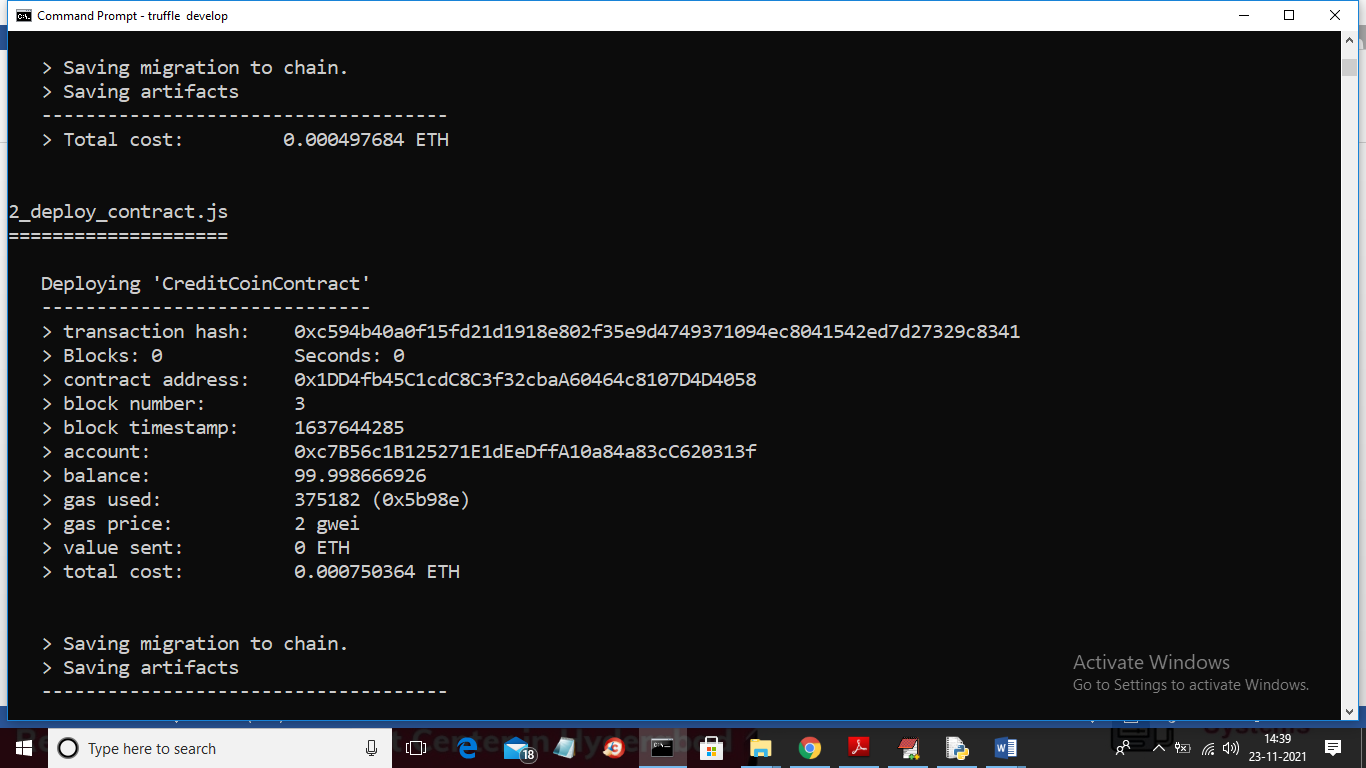 Command Prompt - truffle develop
> Saving migration to chain.
> Saving artifacts
-------------------------------------
> Total cost: 0.000497684 ETH
2_deploy_contract.js
====================
Deploying 'CreditCoinContract'
------------------------------
> transaction hash: 0xc594b40a0f15fd21d1918e802f35e9d4749371094ec8041542ed7d27329c8341
> Blocks: 0 Seconds: 0
> contract address: 0x1DD4fb45C1cdC8C3f32cbaA60464c8107D4D4058
> block number: 3
> block timestamp: 1637644285
> account: 0xc7B56c1B125271E1dEeDffA10a84a83cC620313f
> balance: 99.998666926
> gas used: 375182 (0x5b98e)
> gas price: 2 gwei
> value sent: 0 ETH
> total cost: 0.000750364 ETH
> Saving migration to chain.
> Saving artifacts
-------------------------------------
Activate Windows
Go to Settings to activate Windows.
Type here to search
18
14:39
23-11-2021